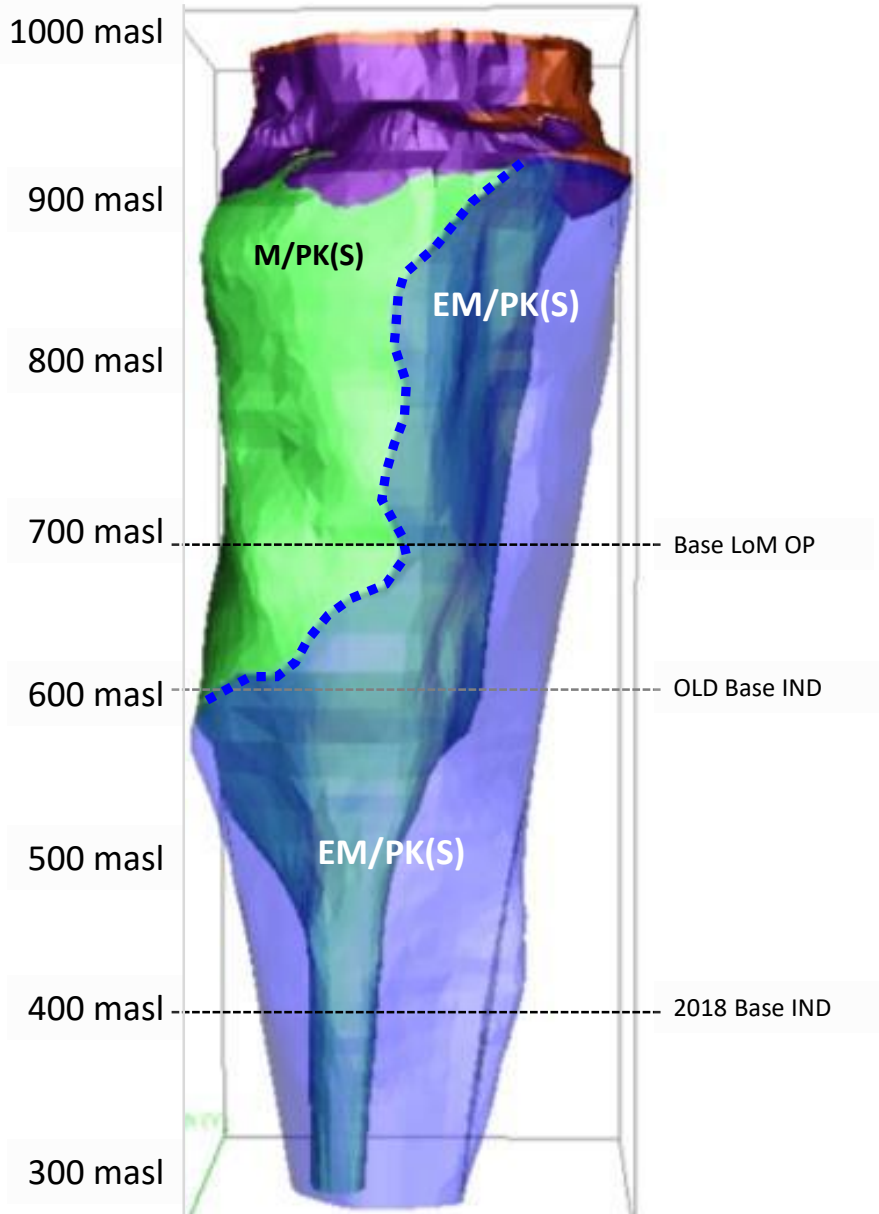 1000 masl
900 masl
M/PK(S)
EM/PK(S)
800 masl
700 masl
Base LoM OP
600 masl
OLD Base IND
500 masl
EM/PK(S)
400 masl
2018 Base IND
300 masl